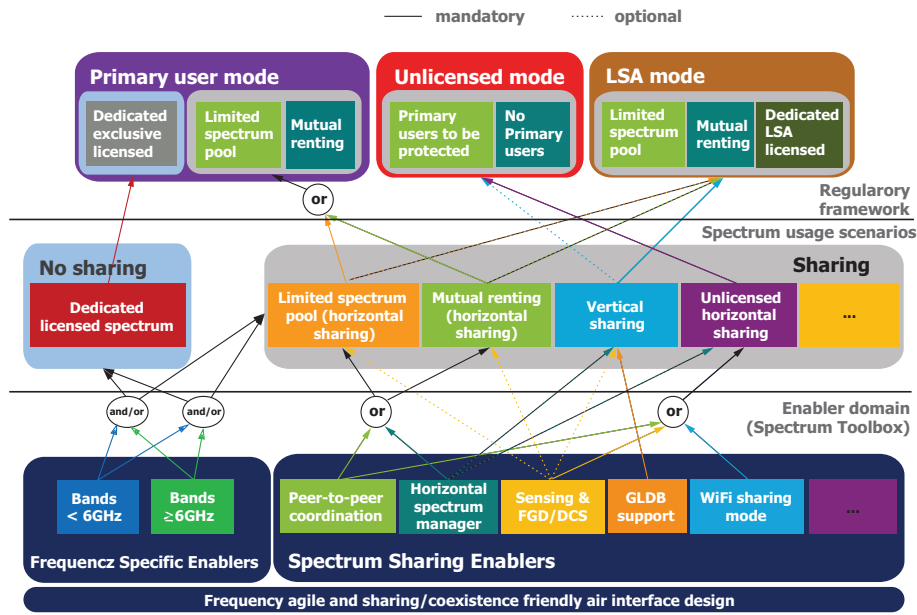 mandatory
optional
Primary user mode
Unlicensed mode
LSA mode
Dedicated
exclusive
licensed
Limited
spectrum
pool
Mutual
renting
Primary
users to be
protected
No
Primary
users
Limited
spectrum
pool
Mutual
renting
Dedicated
LSA
licensed
or
Regularory
framework
Spectrum usage scenarios
No sharing
Sharing
Dedicated
licensed spectrum
Limited spectrum
pool (horizontal
sharing)
Mutual renting
(horizontal
sharing)
Vertical
sharing
Unlicensed
horizontal
sharing
...
and/or
and/or
or
or
Enabler domain
(Spectrum Toolbox)
Bands
< 6GHz
Bands
≥6GHz
Peer-to-peer
coordination
Horizontal
spectrum
manager
Sensing &
FGD/DCS
GLDB
support
WiFi sharing
mode
...
Frequencz Specific Enablers
Spectrum Sharing Enablers
Frequency agile and sharing/coexistence friendly air interface design